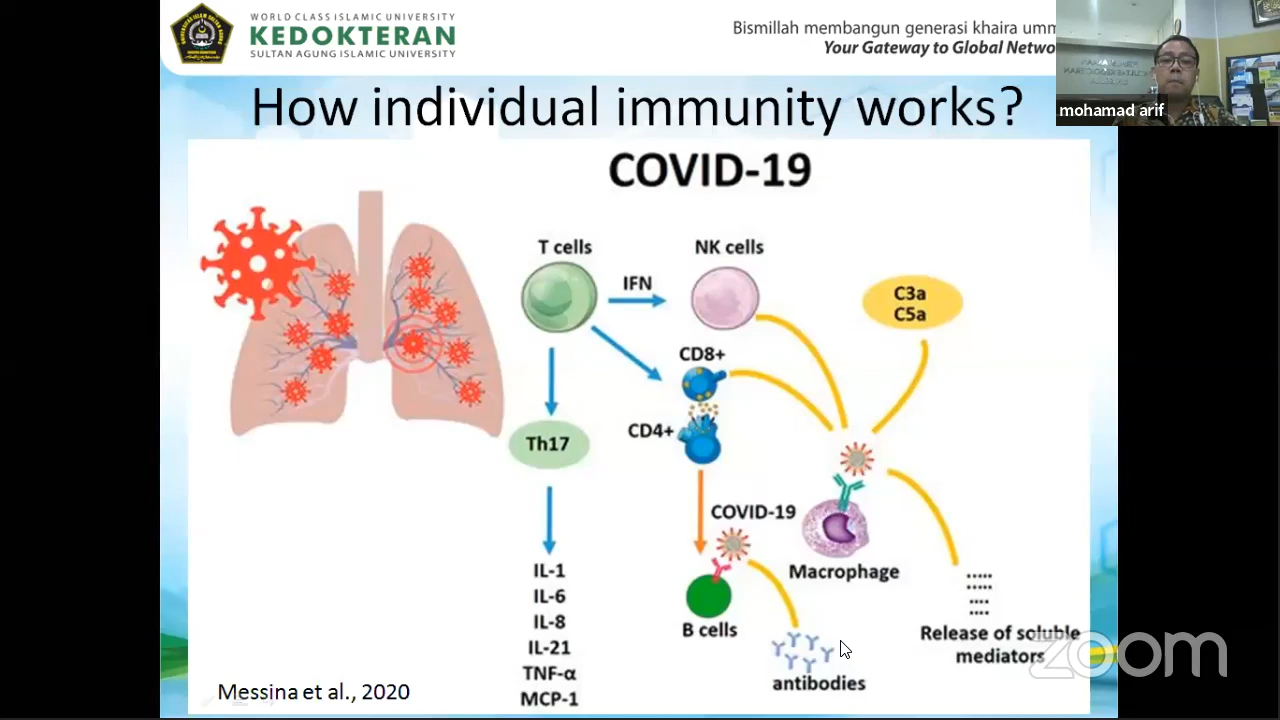 WORLD CLASS ISLAMIC UNIVERSITY
KEDOKTERAN
SULTAN AGUNG ISLAMIC UNIVERSITY
Bismillah membangun generasi khaira umm
Your Gateway to Global Netwo
mohamad arif
How individual immunity works?
COVID-19
T cells
NK cells
IFN
C3a
C5a
CD8+
CD4+
Th17
COVID-19
Macrophage
IL-1
IL-6
IL-8
IL-21
TNF-α
MCP-1
B cells
antibodies
Release of soluble
mediators
zoom
Messina et al., 2020